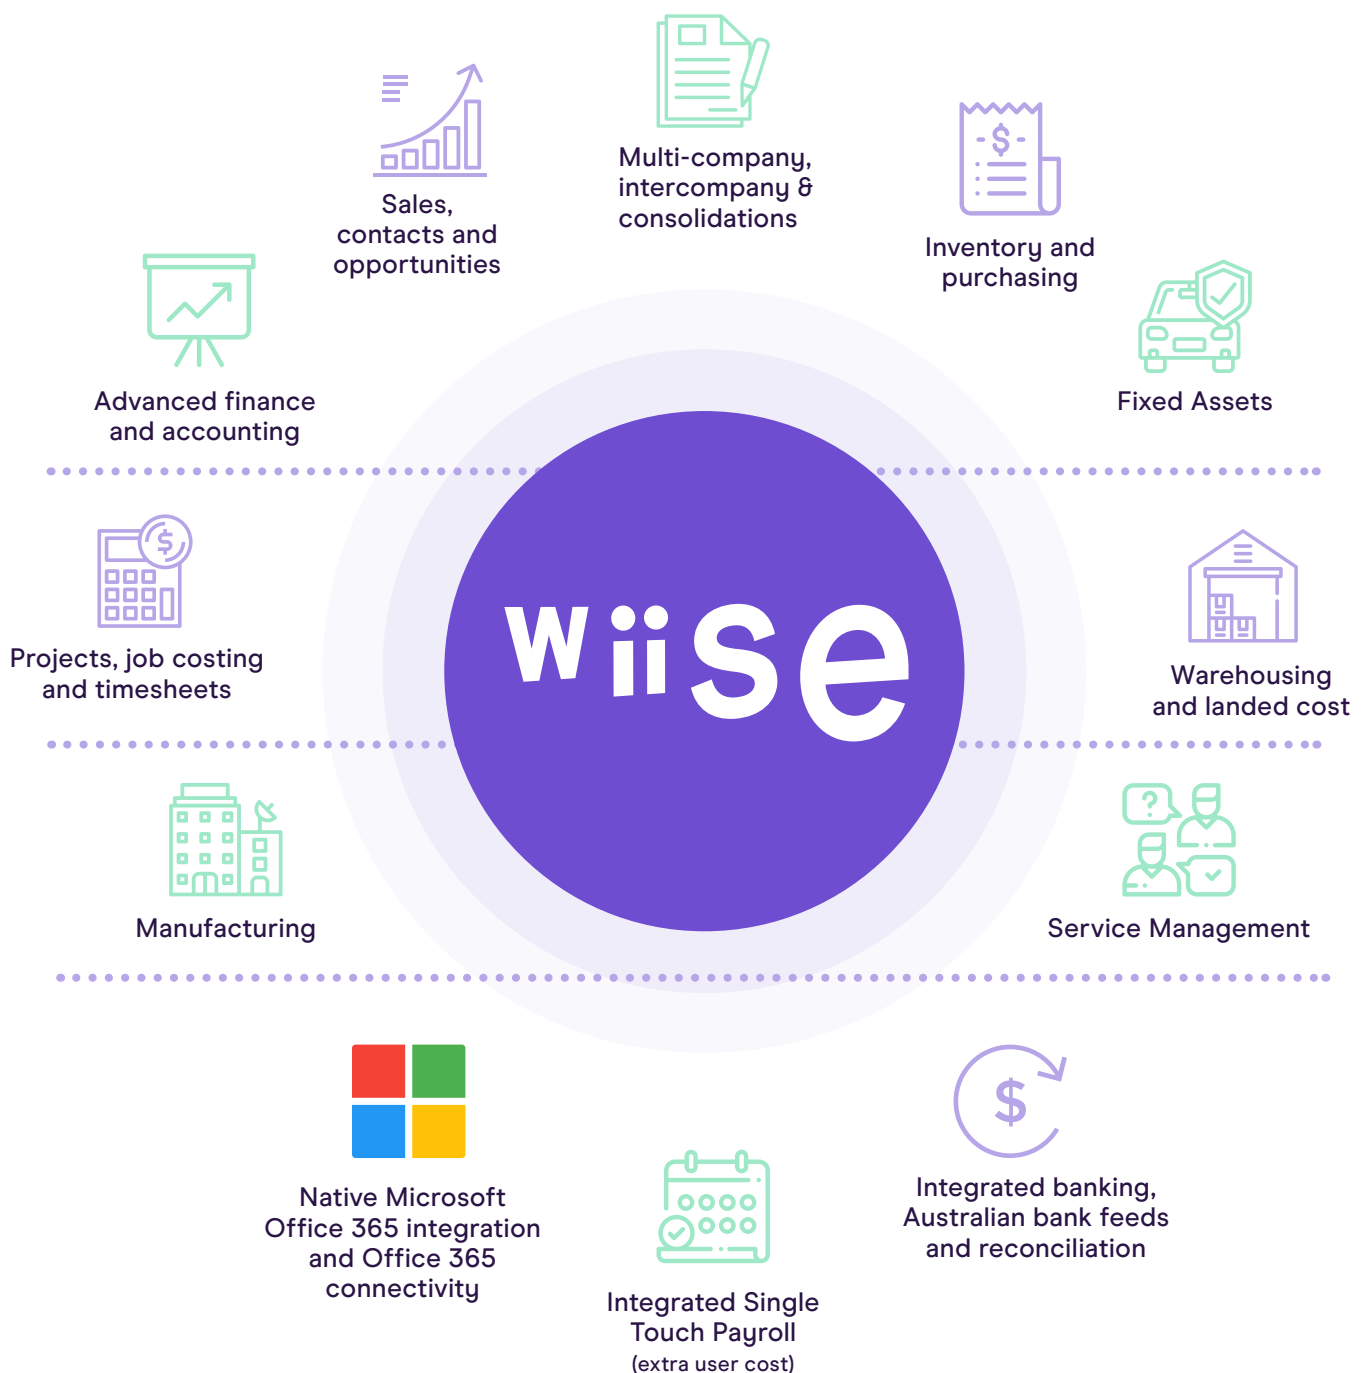 Multi-company,
intercompany &
consolidations
Sales,
contacts and
opportunities
$
Inventory and
purchasing
Advanced finance
and accounting
Fixed Assets
$
Projects, job costing
and timesheets
wiise
Warehousing
and landed cost
Manufacturing
?
Service Management
Native Microsoft
Office 365 integration
and Office 365
connectivity
$
Integrated banking,
Australian bank feeds
and reconciliation
Integrated Single
Touch Payroll
(extra user cost)